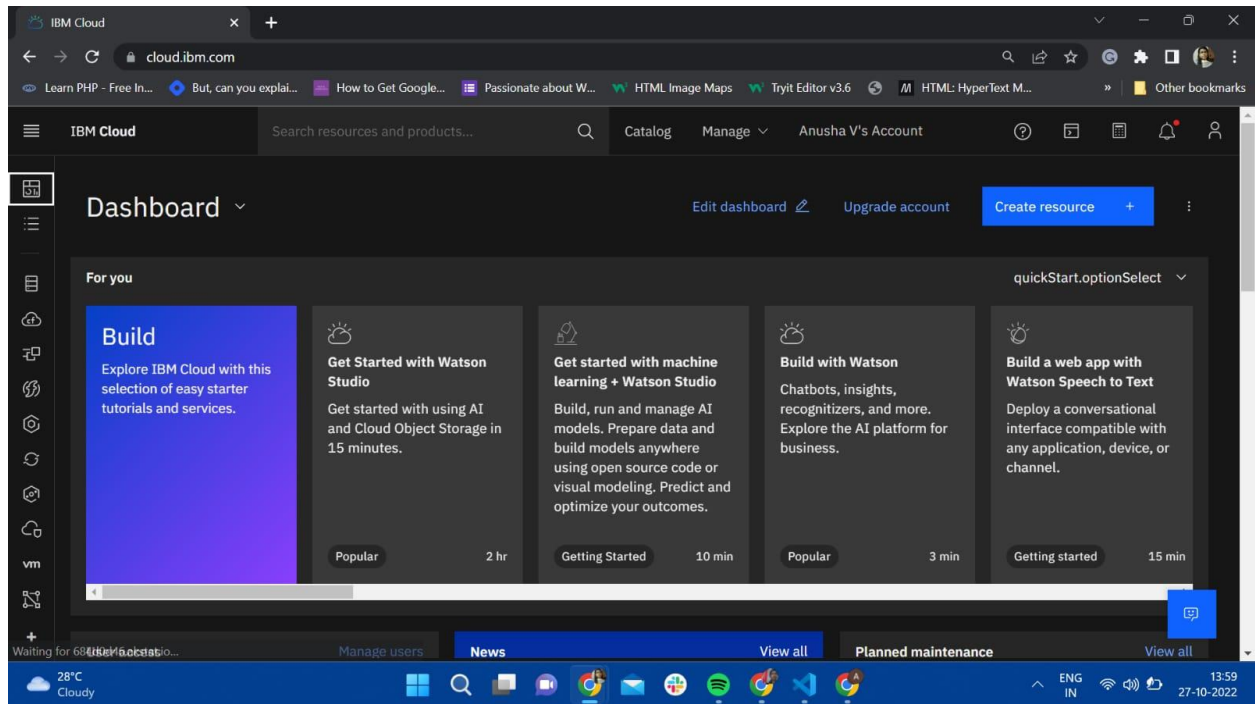 IBM Cloud
cloud.ibm.com
Learn PHP - Free In... But, can you explai... How to Get Google... Passionate about W... HTML Image Maps Tryit Editor v3.6 HTML: HyperText M... » Other bookmarks
IBM Cloud Search resources and products... Catalog Manage Anusha V's Account
Dashboard Edit dashboard Upgrade account Create resource +
For you quickStart.optionSelect
Build
Explore IBM Cloud with this
selection of easy starter
tutorials and services.
Get Started with Watson
Studio
Get started with using AI
and Cloud Object Storage in
15 minutes.
Popular 2 hr
Get started with machine
learning + Watson Studio
Build, run and manage AI
models. Prepare data and
build models anywhere
using open source code or
visual modeling. Predict and
optimize your outcomes.
Getting Started 10 min
Build with Watson
Chatbots, insights,
recognitizers, and more.
Explore the AI platform for
business.
Popular 3 min
Build a web app with
Watson Speech to Text
Deploy a conversational
interface compatible with
any application, device, or
channel.
Getting started 15 min
vm
Waiting for
User access Manage users
News View all
Planned maintenance View all
28°C
Cloudy
ENG
IN
13:59
27-10-2022